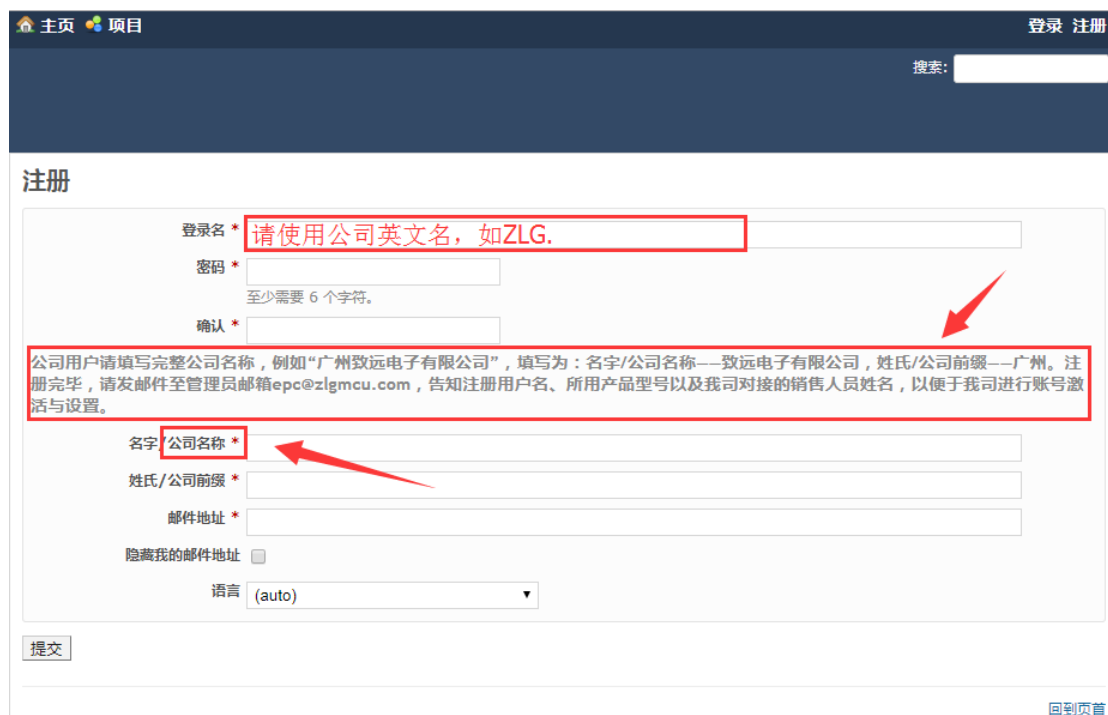 主页 项目 登录 注册
搜索:
注册
登录名 * 请使用公司英文名，如ZLG.
密码 *
至少需要 6 个字符。
确认 *
公司用户请填写完整公司名称，例如“广州致远电子有限公司”，填写为：名字/公司名称——致远电子有限公司，姓氏/公司前缀——广州。注
册完毕，请发邮件至管理员邮箱epc@zlgmcu.com，告知注册用户名、所用产品型号以及我司对接的销售人员姓名，以便于我司进行账号激
活与设置。
名字/公司名称 *
姓氏/公司前缀 *
邮件地址 *
隐藏我的邮件地址
语言 (auto)
提交
回到页首